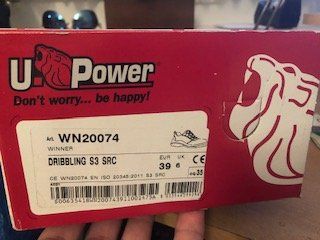 U Power
Don't worry... be happy!
Art. WN20074
WINNER
DRIBBLING S3 SRC
EUR UK
39 6
CE
CE WN20074 EN ISO 20345:2011 S3 SRC